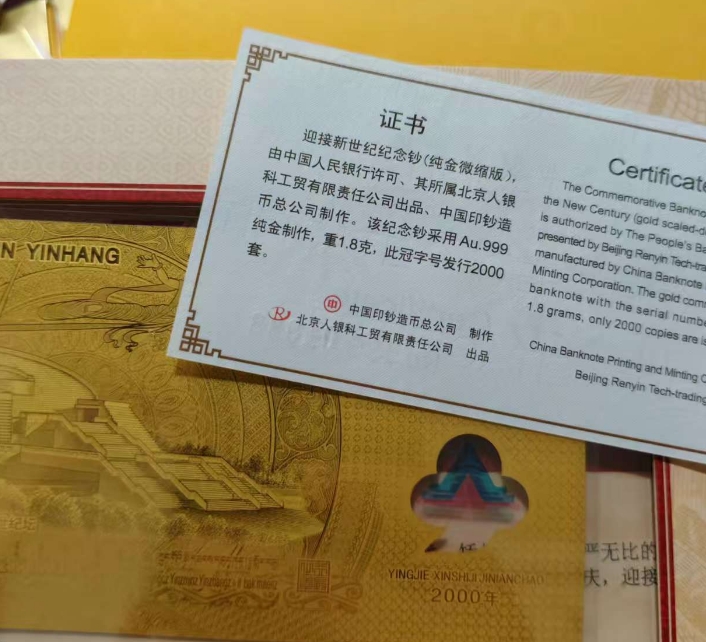 证书
迎接新世纪纪念钞(纯金微缩版),
由中国人民银行许可、其所属北京人银
科工贸有限责任公司出品、中国印钞造
币总公司制作。该纪念钞采用Au.999
纯金制作，重1.8克，此冠字号发行2000
套。
中国印钞造币总公司 制作
R 北京人银科工贸有限责任公司 出品
Certificate
The Commemorative Bankno
the New Century (gold scaled-d
is authorized by The People's Ba
presented by Beijing Renyin Tech-tra
manufactured by China Banknote
Minting Corporation. The gold com
banknote with the serial numbe
1.8 grams, only 2000 copies are is
China Banknote Printing and Minting C
Beijing Renyin Tech-trading
N YINHANG
世纪坛
YINGJIE XINSHIJI JINIANCHAO
2000年
严无比的
庆，迎接